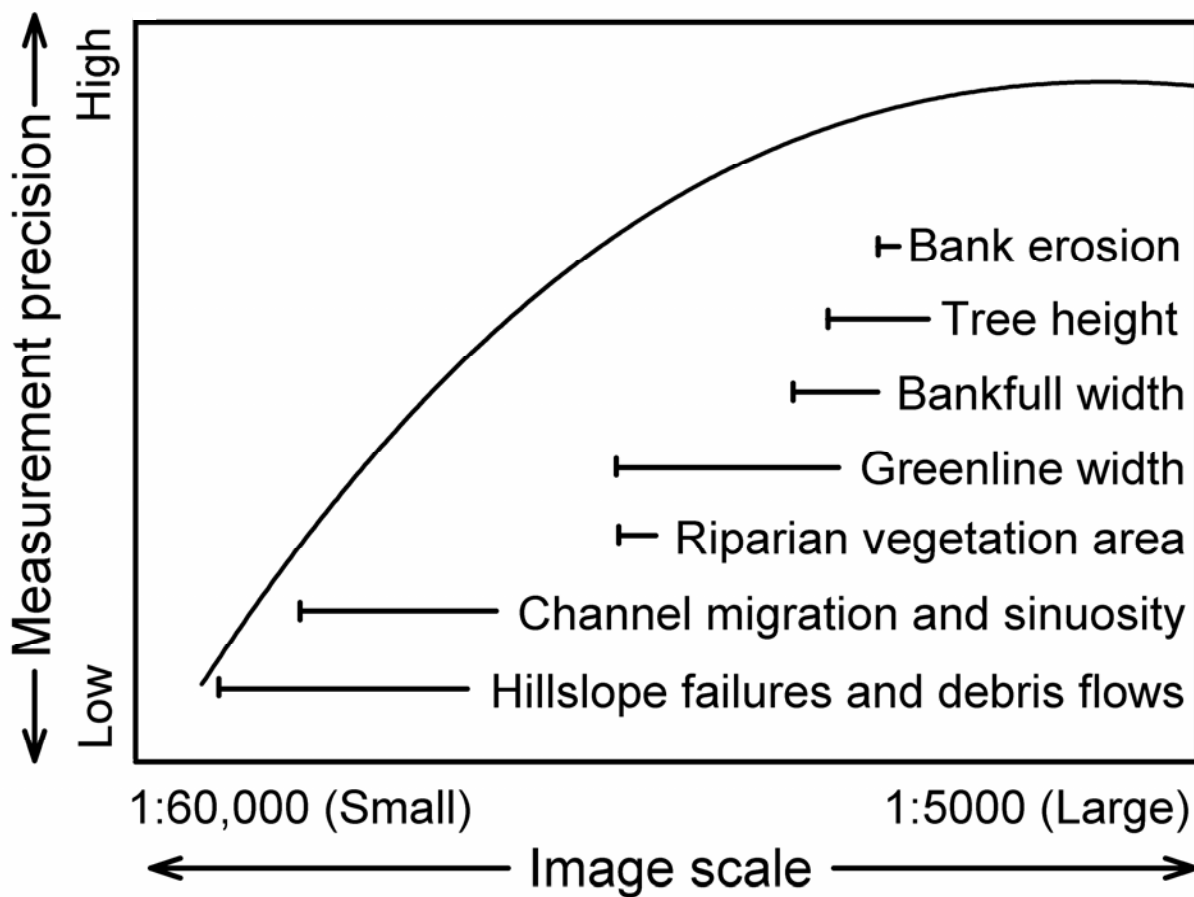 Measurement precision
High
Low
Bank erosion
Tree height
Bankfull width
Greenline width
Riparian vegetation area
Channel migration and sinuosity
Hillslope failures and debris flows
1:60,000 (Small)
1:5000 (Large)
Image scale